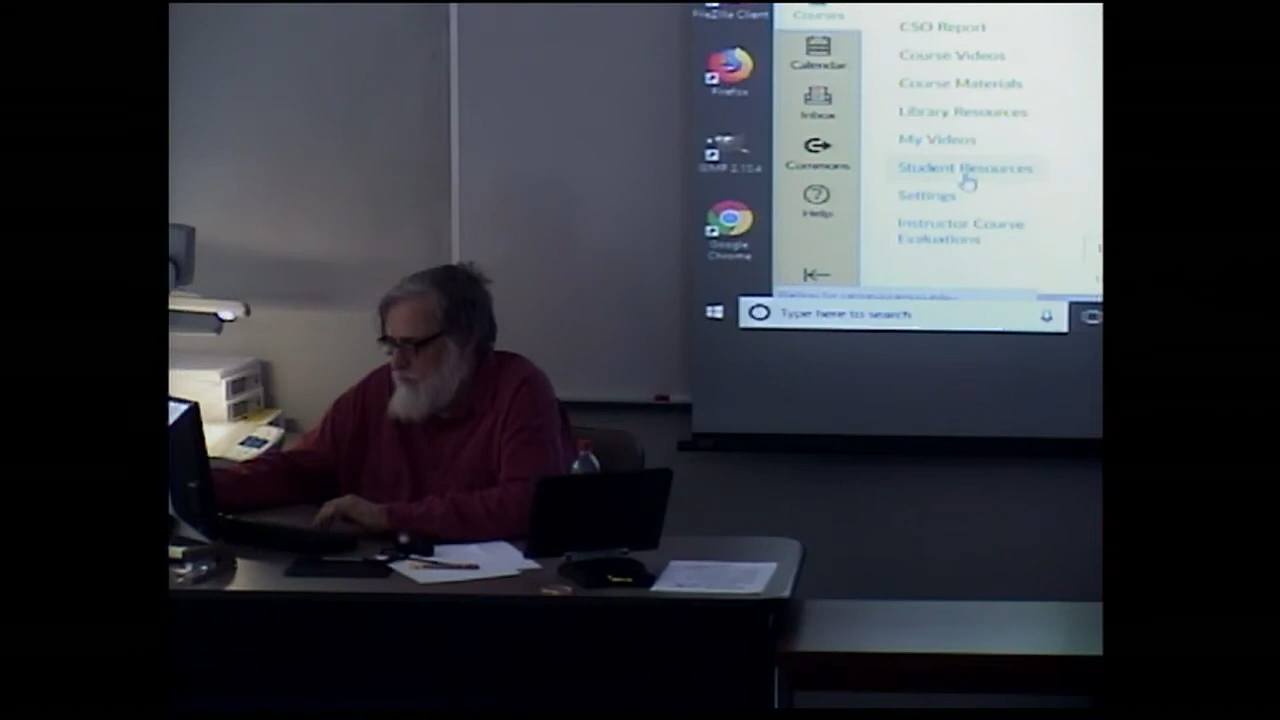 FileZilla Client
Firefox
Google
Chrome
Courses
Calendar
Inbox
Commons
Help
CSO Report
Course Videos
Course Materials
Library Resources
My Videos
Student Resources
Settings
Instructor Course
Evaluations
Type here to search